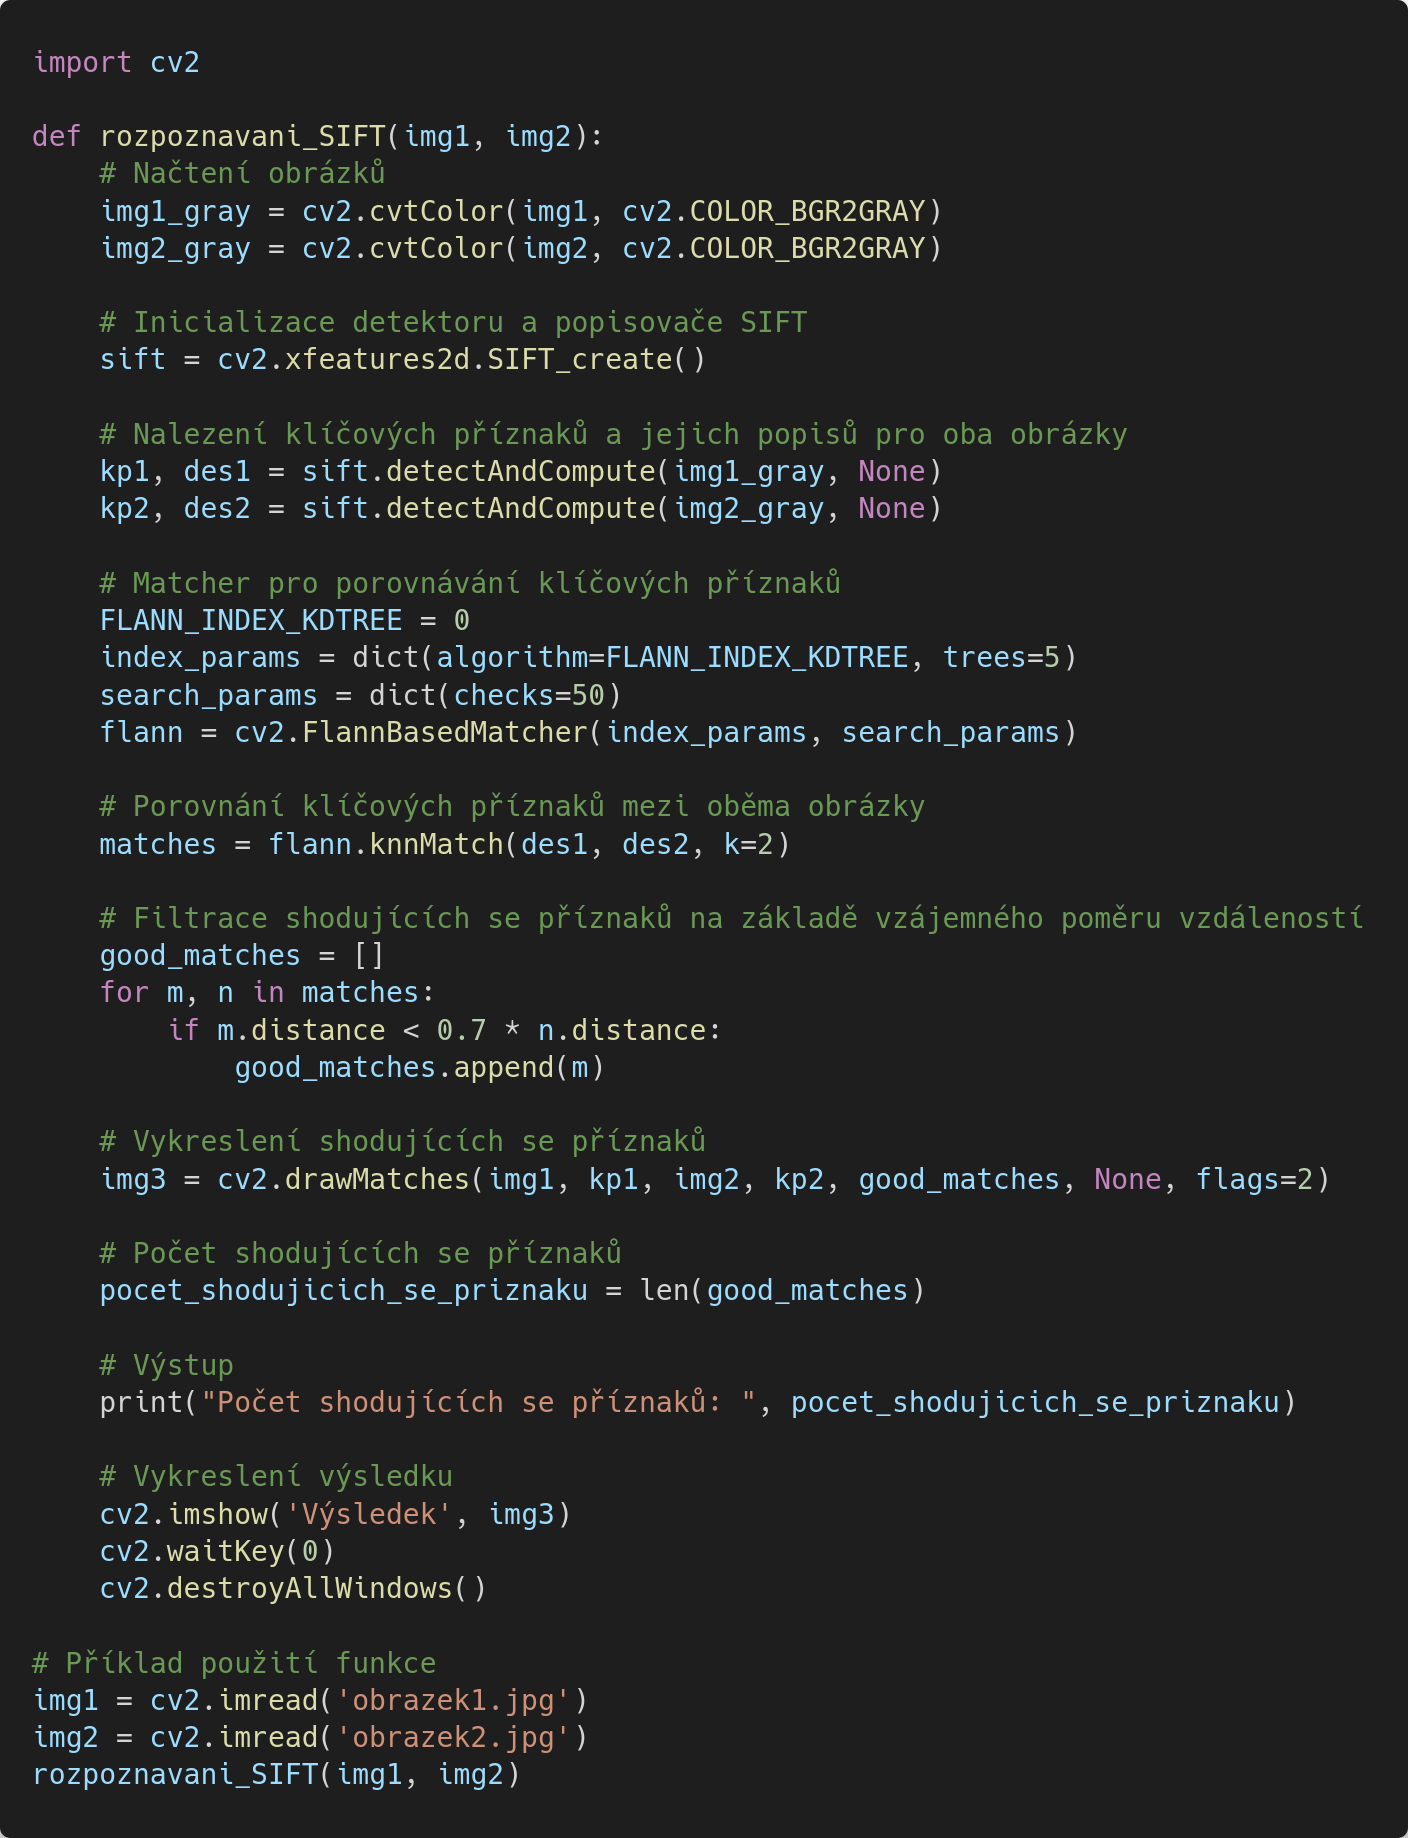 import cv2

def rozpoznavani_SIFT(img1, img2):
    # Načtení obrázků
    img1_gray = cv2.cvtColor(img1, cv2.COLOR_BGR2GRAY)
    img2_gray = cv2.cvtColor(img2, cv2.COLOR_BGR2GRAY)

    # Inicializace detektoru a popisovače SIFT
    sift = cv2.xfeatures2d.SIFT_create()

    # Nalezení klíčových příznaků a jejich popisů pro oba obrázky
    kp1, des1 = sift.detectAndCompute(img1_gray, None)
    kp2, des2 = sift.detectAndCompute(img2_gray, None)

    # Matcher pro porovnávání klíčových příznaků
    FLANN_INDEX_KDTREE = 0
    index_params = dict(algorithm=FLANN_INDEX_KDTREE, trees=5)
    search_params = dict(checks=50)
    flann = cv2.FlannBasedMatcher(index_params, search_params)

    # Porovnání klíčových příznaků mezi oběma obrázky
    matches = flann.knnMatch(des1, des2, k=2)

    # Filtrace shodujících se příznaků na základě vzájemného poměru vzdáleností
    good_matches = []
    for m, n in matches:
        if m.distance < 0.7 * n.distance:
            good_matches.append(m)

    # Vykreslení shodujících se příznaků
    img3 = cv2.drawMatches(img1, kp1, img2, kp2, good_matches, None, flags=2)

    # Počet shodujících se příznaků
    pocet_shodujicich_se_priznaku = len(good_matches)

    # Výstup
    print("Počet shodujících se příznaků: ", pocet_shodujicich_se_priznaku)

    # Vykreslení výsledku
    cv2.imshow('Výsledek', img3)
    cv2.waitKey(0)
    cv2.destroyAllWindows()

# Příklad použití funkce
img1 = cv2.imread('obrazek1.jpg')
img2 = cv2.imread('obrazek2.jpg')
rozpoznavani_SIFT(img1, img2)